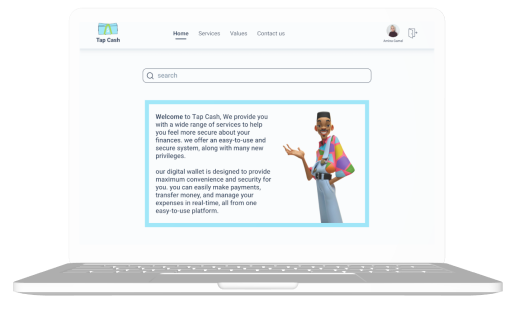 Tap Cash
Home Services Values Contact us
search
Welcome to Tap Cash, We provide you
with a wide range of services to help
you feel more secure about your
finances. we offer an easy-to-use and
secure system, along with many new
privileges.
our digital wallet is designed to provide
maximum convenience and security for
you. you can easily make payments,
transfer money, and manage your
expenses in real-time, all from one
easy-to-use platform.